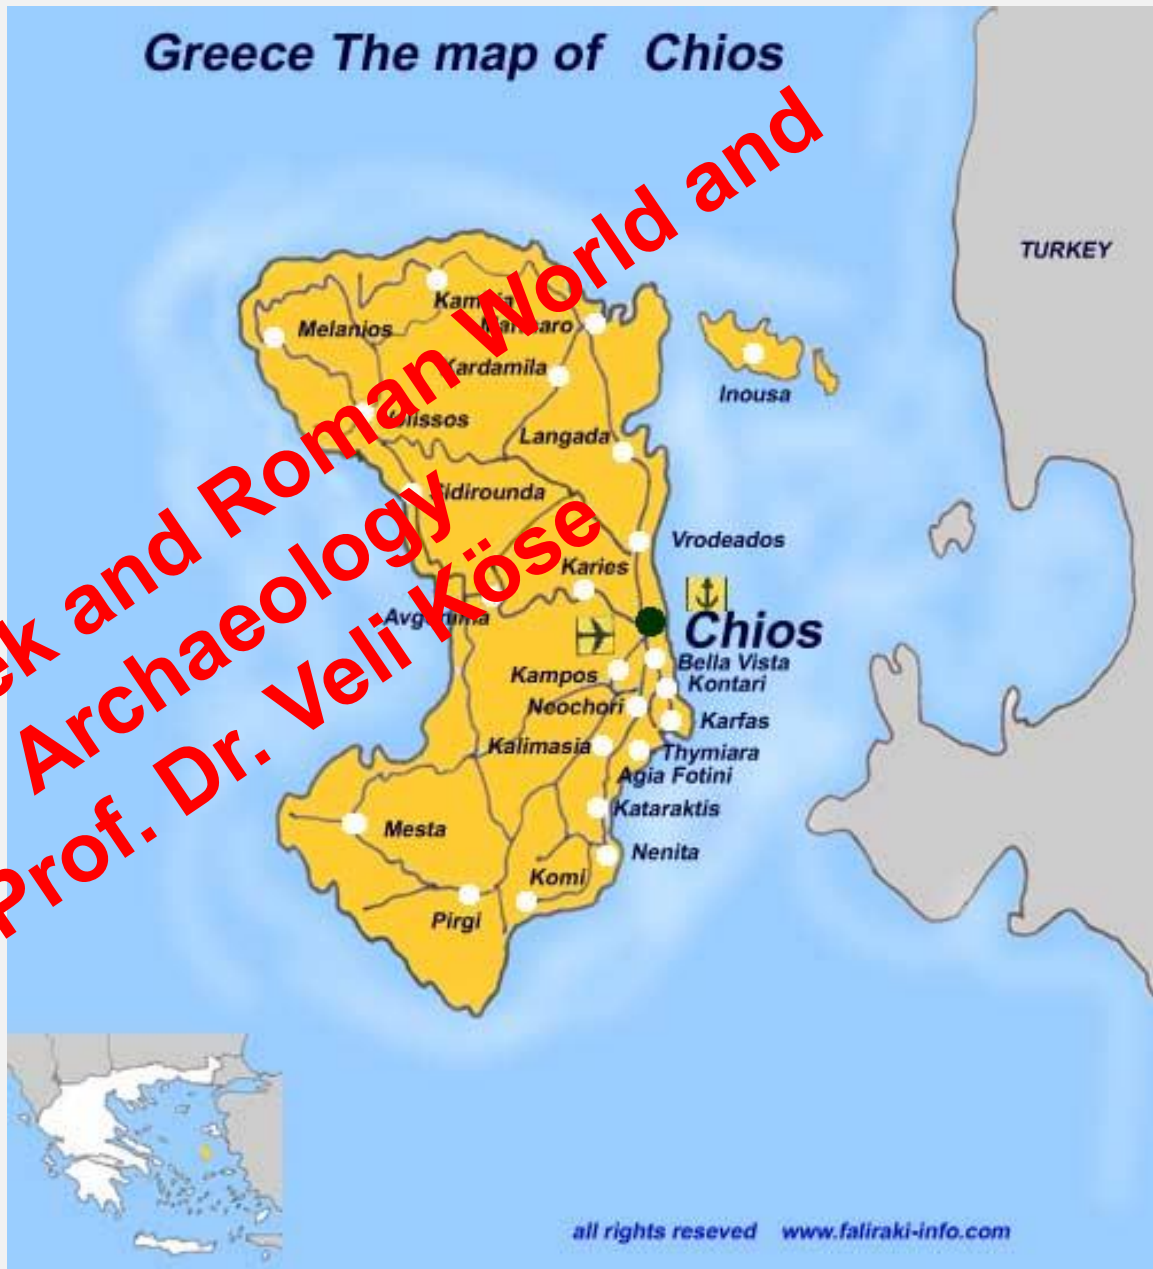 Greece The map of Chios
TURKEY
Melanios
Kardamila
Inousa
Langada
Vrodeados
Karies
Chios
Bella Vista
Kampos
Kontari
Neochori
Karfas
Kalimasia
Thymiara
Agia Fotini
Kataraktis
Mesta
Nenita
Komi
Pirgi
and Roman World and
Archaeology
Prof. Dr. Veli Köse
all rights reseved www.faliraki-info.com